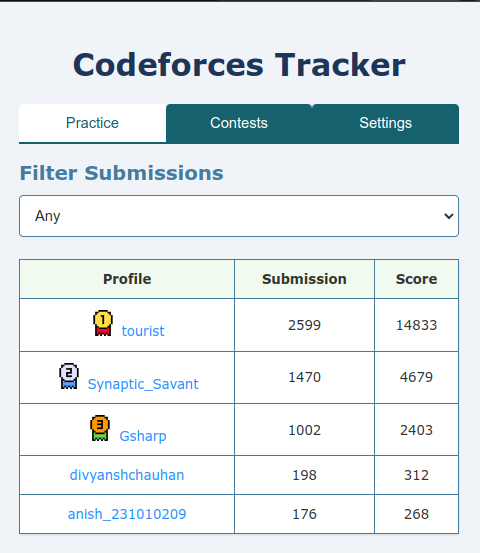 Codeforces Tracker
Practice Contests Settings
Filter Submissions
Any
Profile Submission Score
1 tourist 2599 14833
2 Synaptic_Savant 1470 4679
3 Gsharp 1002 2403
divyanshchauhan 198 312
anish_231010209 176 268